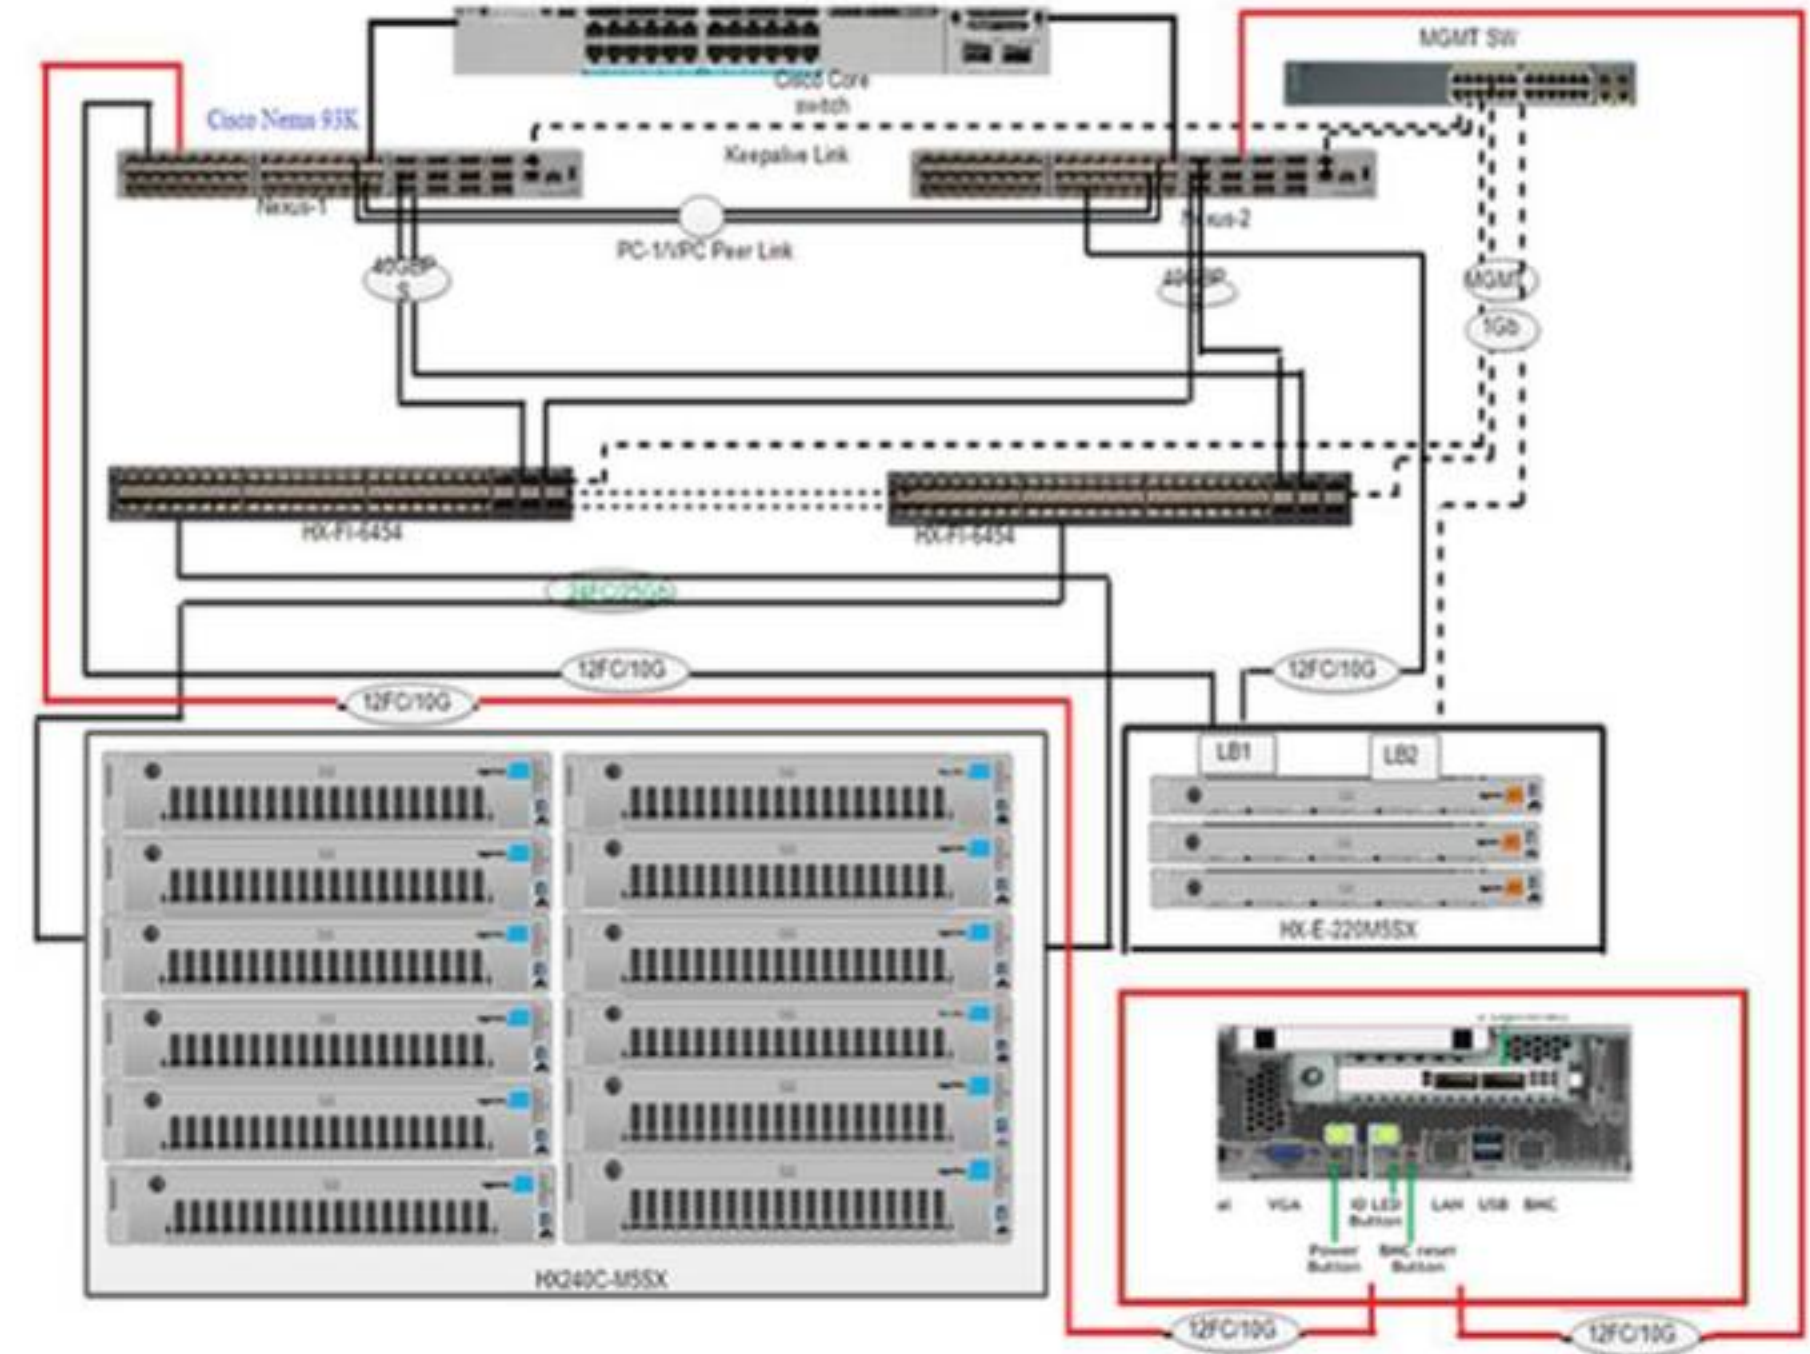 MGMT SW
Cisco Core
switch
Cisco Nexus 93K
Keepalive Link
Nexus-1
Nexus-2
PC-1/VPC Peer Link
40GBP
S
40GBP
MGMT
1Gb
HX-FI-6454
HX-FI-6454
12FC/10G
12FC/10G
12FC/10G
LB1
LB2
HX-E-220M5SX
HX240C-M5SX
VGA
ID LED
Button
LAN
USB
BMC
Power
Button
BMC reset
Button
12FC/10G
12FC/10G